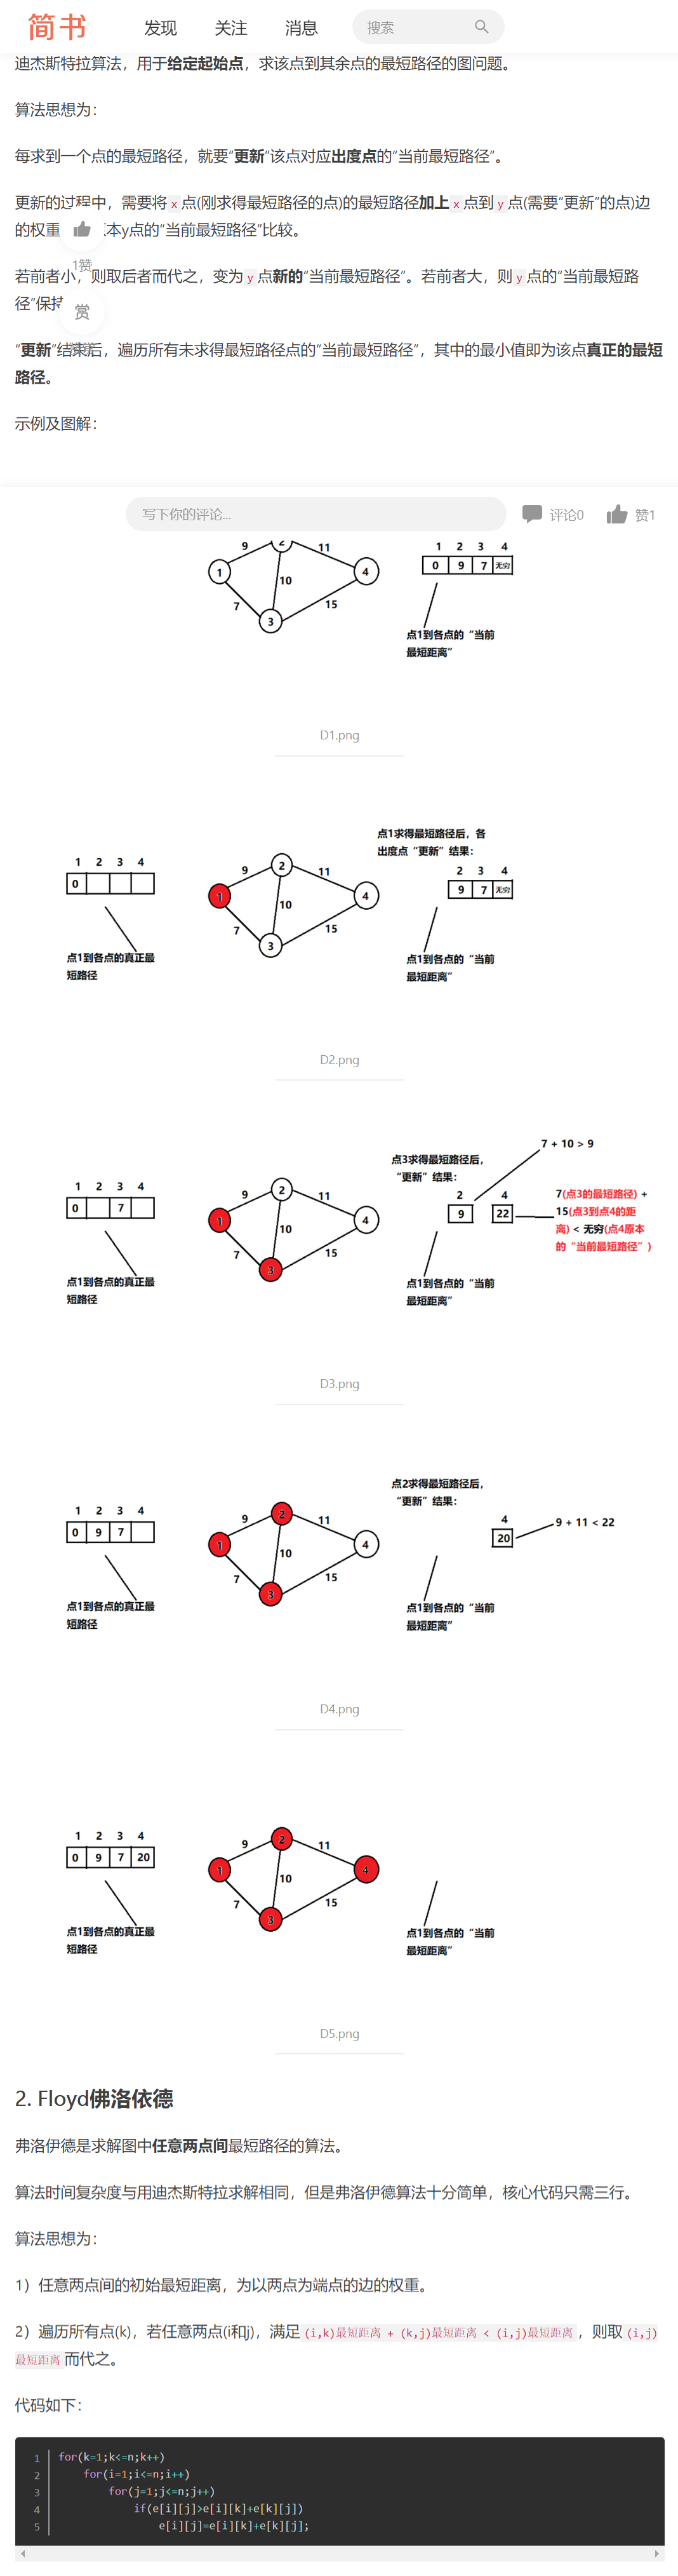 简书 发现 关注 消息 搜索
迪杰斯特拉算法，用于给定起始点，求该点到其余点的最短路径的图问题。
算法思想为：
每求到一个点的最短路径，就要“更新”该点对应出度点的“当前最短路径”。
更新的过程中，需要将 x 点(刚求得最短路径的点)的最短路径加上 x 点到 y 点(需要“更新”的点)边
的权重 本y点的“当前最短路径”比较。
1赞
若前者小，则取后者而代之，变为 y 点新的“当前最短路径”。若前者大，则 y 点的“当前最短路
径”保持
赏
“更新”结束后，遍历所有未求得最短路径点的“当前最短路径”，其中的最小值即为该点真正的最短
路径。
示例及图解：
写下你的评论... 评论0 赞1
9 2 11
1 4
10
7 3 15
1 2 3 4
0 9 7 无穷
点1到各点的“当前
最短距离”
D1.png
1 2 3 4
0
点1到各点的真正最
短路径
9 2 11
1 4
10
7 3 15
点1求得最短路径后，各
出度点“更新”结果：
2 3 4
9 7 无穷
点1到各点的“当前
最短距离”
D2.png
1 2 3 4
0 7
点1到各点的真正最
短路径
9 2 11
1 4
10
7 3 15
点3求得最短路径后，
“更新”结果：
2 4
9 22
7 + 10 > 9
7(点3的最短路径) +
15(点3到点4的距
离) < 无穷(点4原本
的“当前最短路径”)
点1到各点的“当前
最短距离”
D3.png
1 2 3 4
0 9 7
点1到各点的真正最
短路径
9 2 11
1 4
10
7 3 15
点2求得最短路径后，
“更新”结果：
4
20
9 + 11 < 22
点1到各点的“当前
最短距离”
D4.png
1 2 3 4
0 9 7 20
点1到各点的真正最
短路径
9 2 11
1 4
10
7 3 15
点1到各点的“当前
最短距离”
D5.png
2. Floyd佛洛依德
弗洛伊德是求解图中任意两点间最短路径的算法。
算法时间复杂度与用迪杰斯特拉求解相同，但是弗洛伊德算法十分简单，核心代码只需三行。
算法思想为：
1）任意两点间的初始最短距离，为以两点为端点的边的权重。
2）遍历所有点(k)，若任意两点(i和j)，满足 (i,k)最短距离 + (k,j)最短距离 < (i,j)最短距离 ，则取 (i,j)
最短距离 而代之。
代码如下：
1 for(k=1;k<=n;k++)
2 for(i=1;i<=n;i++)
3 for(j=1;j<=n;j++)
4 if(e[i][j]>e[i][k]+e[k][j])
5 e[i][j]=e[i][k]+e[k][j];